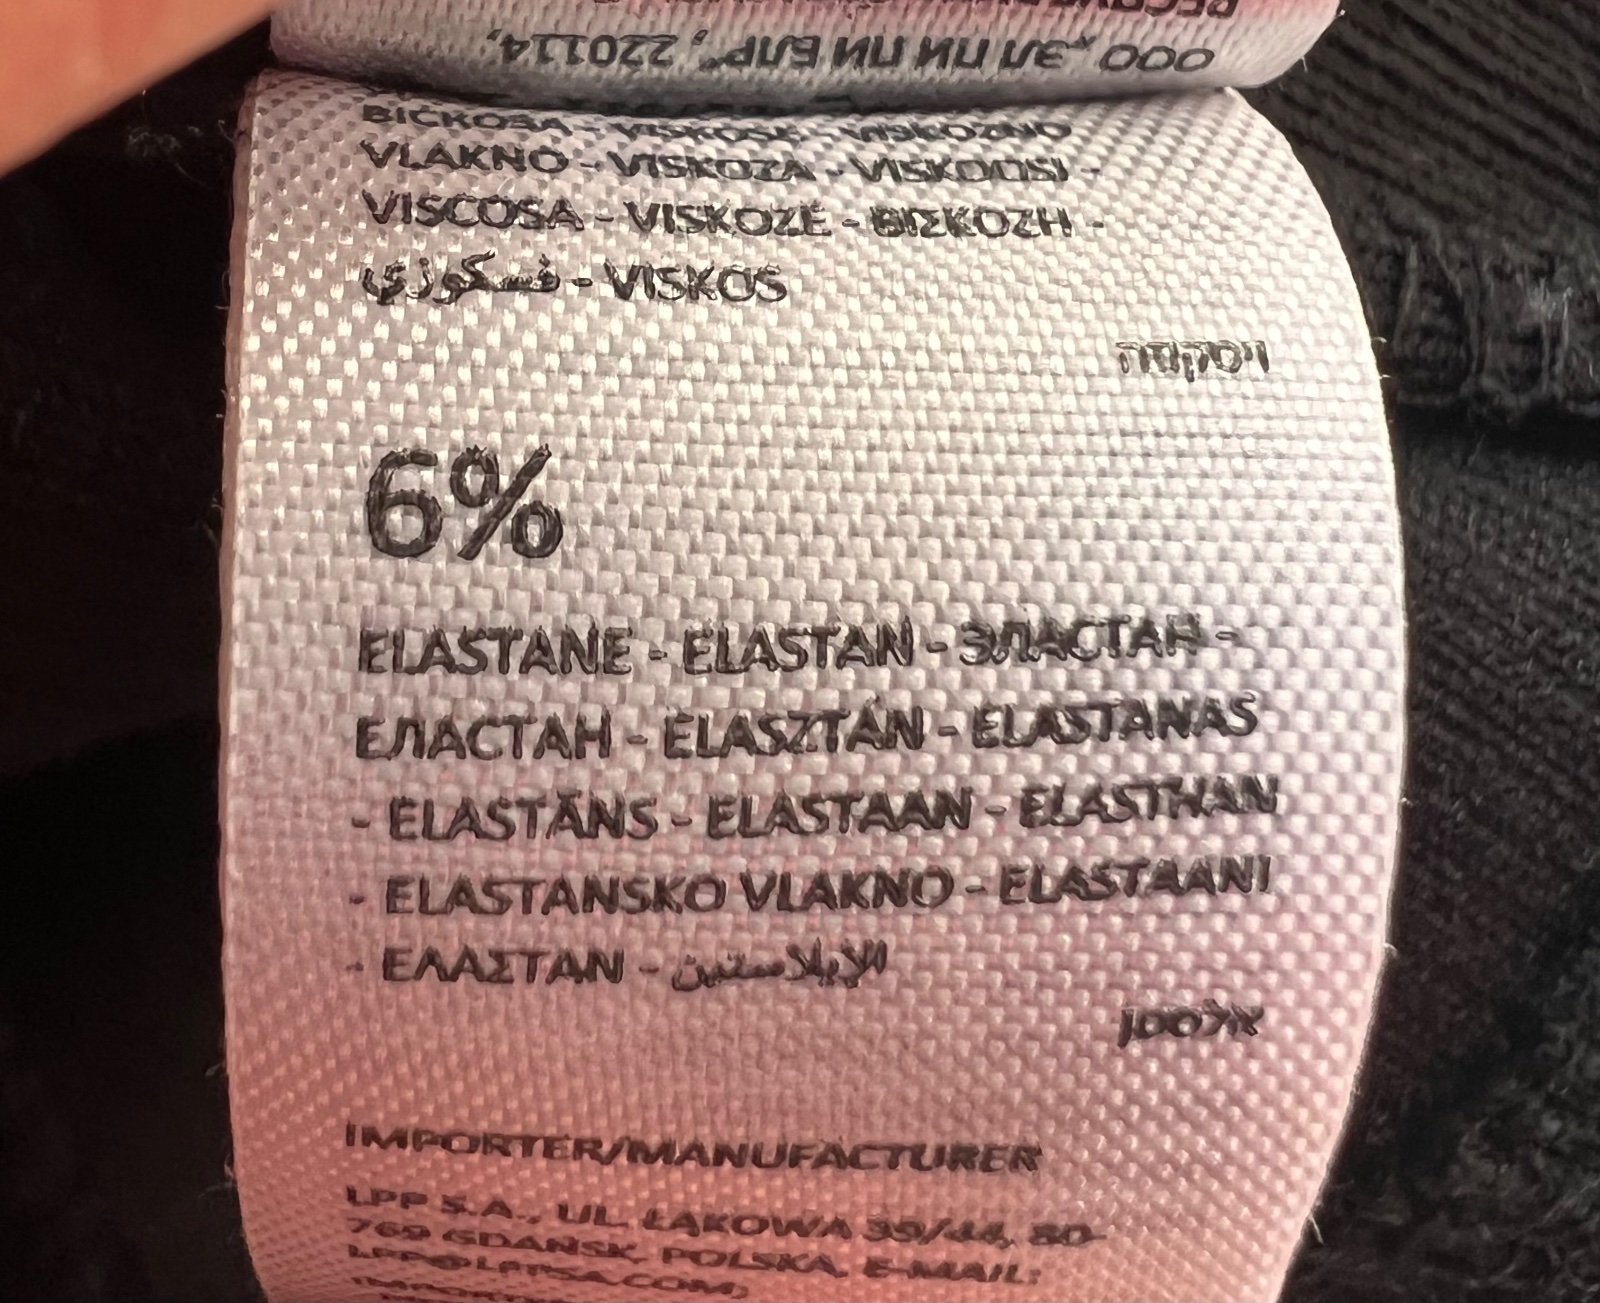 ООО „ЭЛ ПИ ПИ БЛР", 220114,
ВІСКОЗА - VISKOSE - VISKOZNO
VLAKNO - VISKOZA - VISKOOSI -
VISCOSA - VISKOZĖ - ΒΙΣΚΟΖΗ -
فسكوزي - VISKOS
ויסקוזה
6%
ELASTANE - ELASTAN - ЭЛАСТАН -
ЕЛАСТАН - ELASZTÁN - ELASTANAS
- ELASTĀNS - ELASTAAN - ELASTHAN
- ELASTANSKO VLAKNO - ELASTAANI
- ΕΛΑΣΤΑΝ - الإيلاستين
אלסטן
IMPORTER/MANUFACTURER
LPP S.A., UL. ŁĄKOWA 39/44, 80-
769 GDAŃSK, POLSKA, E-MAIL:
LPP@LPPSA.COM;